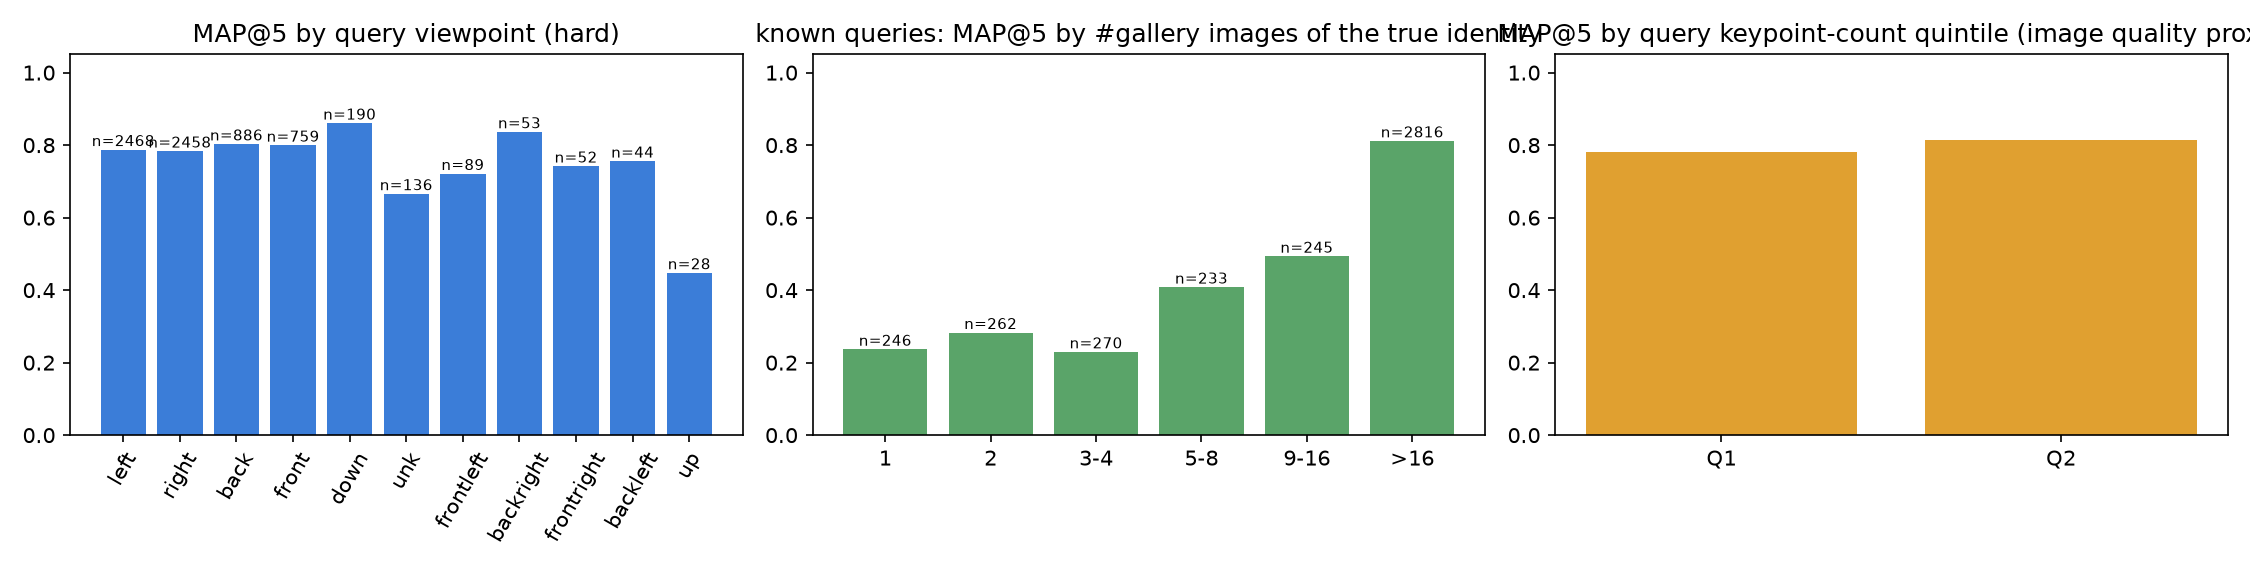 MAP@5 by query viewpoint (hard)
1.0
0.8
0.6
0.4
0.2
0.0
n=2468
n=2458
n=886
n=759
n=190
n=136
n=89
n=53
n=52
n=44
n=28
left
right
back
front
down
unk
frontleft
backright
frontright
backleft
up
known queries: MAP@5 by #gallery images of the true identity
1.0
0.8
0.6
0.4
0.2
0.0
n=246
n=262
n=270
n=233
n=245
n=2816
1
2
3-4
5-8
9-16
>16
MAP@5 by query keypoint-count quintile (image quality prox
1.0
0.8
0.6
0.4
0.2
0.0
Q1
Q2